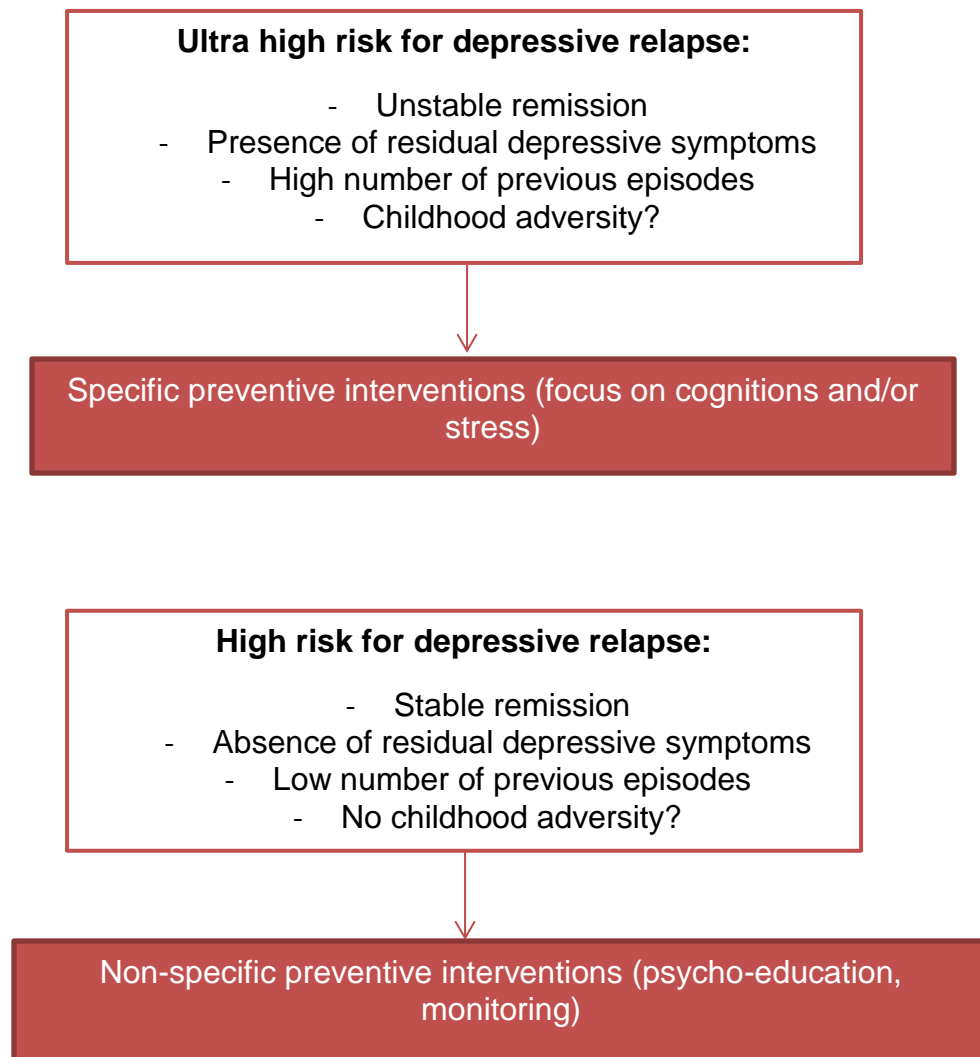 Ultra high risk for depressive relapse:
- Unstable remission
- Presence of residual depressive symptoms
- High number of previous episodes
- Childhood adversity?
Specific preventive interventions (focus on cognitions and/or
stress)
High risk for depressive relapse:
- Stable remission
- Absence of residual depressive symptoms
- Low number of previous episodes
- No childhood adversity?
Non-specific preventive interventions (psycho-education,
monitoring)